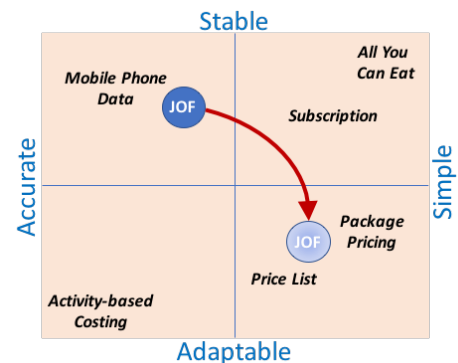 Stable
All You
Can Eat
Mobile Phone
Data
JOF
Subscription
Accurate
Simple
Package
Pricing
JOF
Price List
Activity-based
Costing
Adaptable